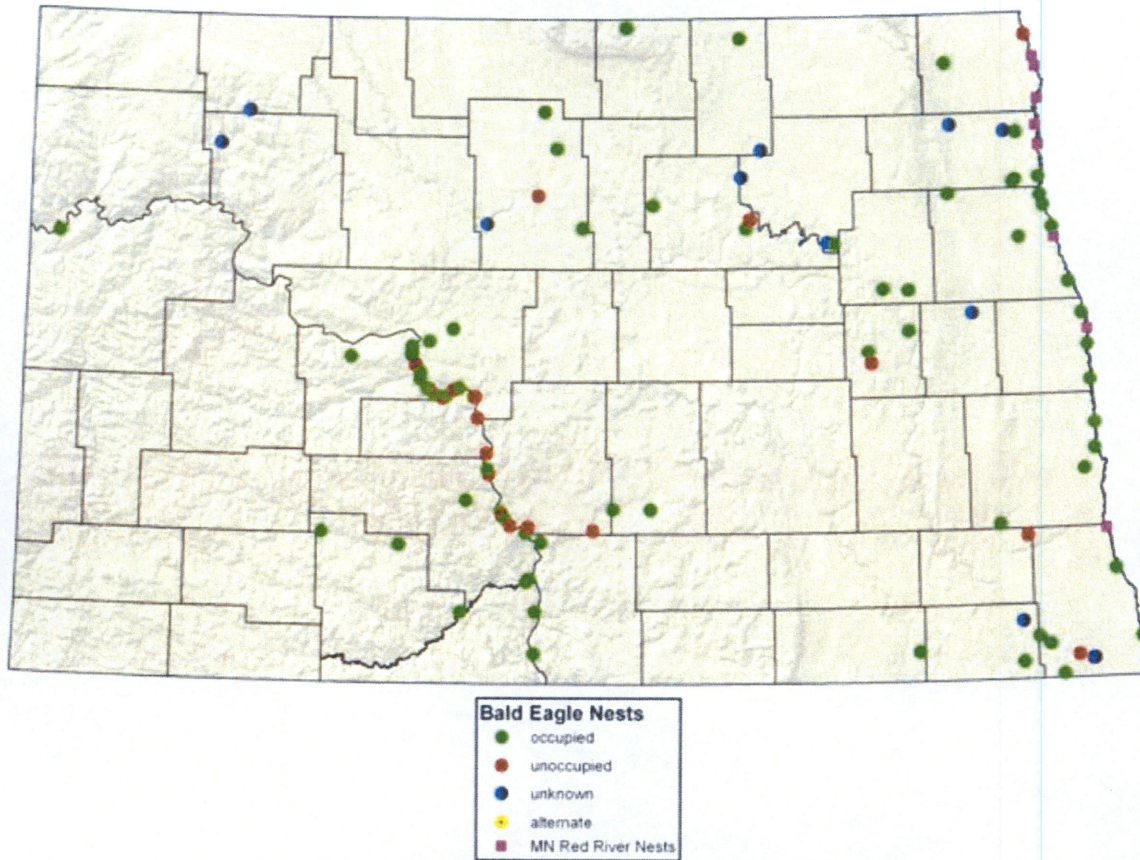 Bald Eagle Nests
occupied
unoccupied
unknown
alternate
MN Red River Nests